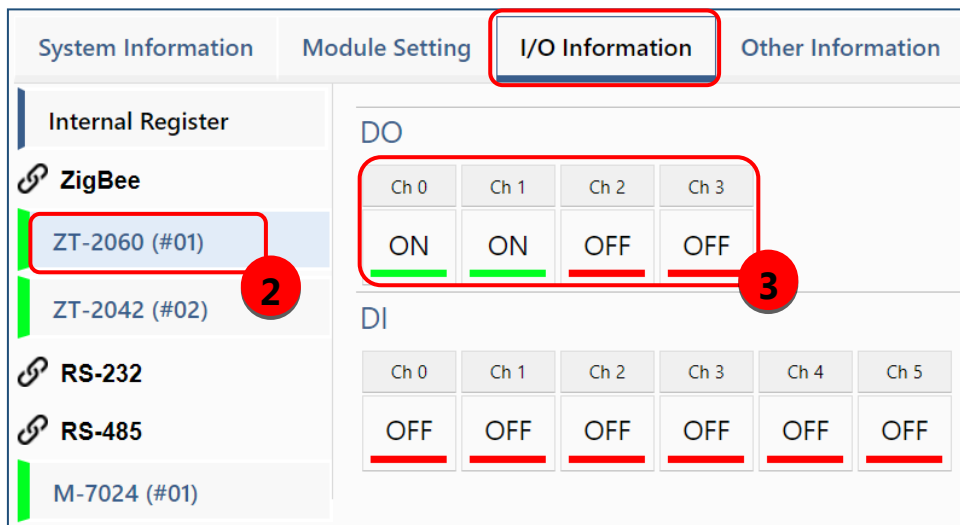 System Information Module Setting I/O Information Other Information
Internal Register
ZigBee
ZT-2060 (#01)
2
ZT-2042 (#02)
RS-232
RS-485
M-7024 (#01)
DO
Ch 0 Ch 1 Ch 2 Ch 3
ON ON OFF OFF
3
DI
Ch 0 Ch 1 Ch 2 Ch 3 Ch 4 Ch 5
OFF OFF OFF OFF OFF OFF